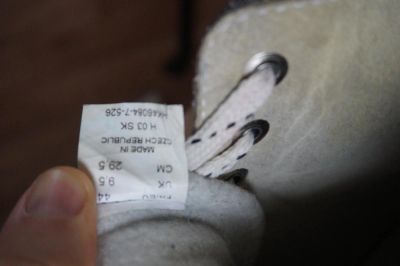 44
UK 9,5
CM 29,5
MADE IN
CZECH REPUBLIC
H 03 SK
HK46084-7-526